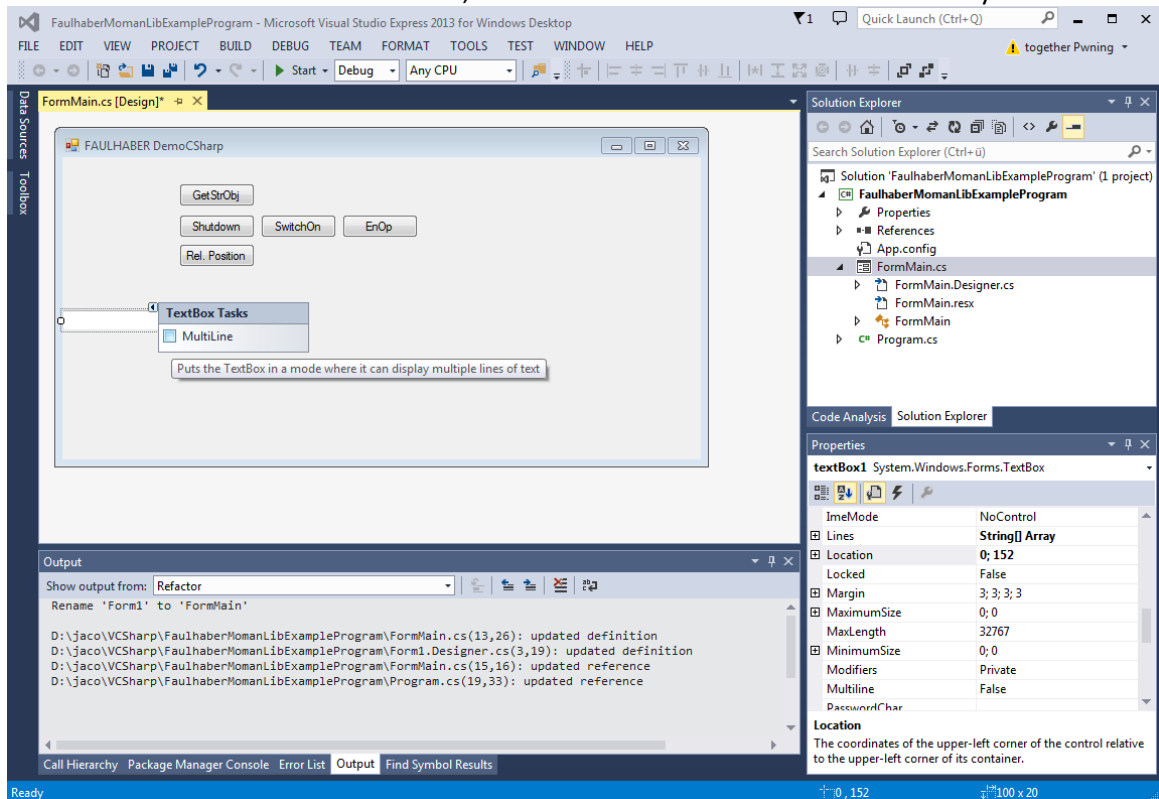 FaulhaberMomanLibExampleProgram - Microsoft Visual Studio Express 2013 for Windows Desktop
1
Quick Launch (Ctrl+Q)
FILE EDIT VIEW PROJECT BUILD DEBUG TEAM FORMAT TOOLS TEST WINDOW HELP
together Pwning
Start Debug Any CPU
Data Sources
Toolbox
FormMain.cs [Design]*
FAULHABER DemoCSharp
GetStrObj
Shutdown SwitchOn EnOp
Rel. Position
TextBox Tasks
MultiLine
Puts the TextBox in a mode where it can display multiple lines of text
Output
Show output from: Refactor
Rename 'Form1' to 'FormMain'
D:\jaco\VCSharp\FaulhaberMomanLibExampleProgram\FormMain.cs(13,26): updated definition
D:\jaco\VCSharp\FaulhaberMomanLibExampleProgram\Form1.Designer.cs(3,19): updated definition
D:\jaco\VCSharp\FaulhaberMomanLibExampleProgram\FormMain.cs(15,16): updated reference
D:\jaco\VCSharp\FaulhaberMomanLibExampleProgram\Program.cs(19,33): updated reference
Call Hierarchy Package Manager Console Error List Output Find Symbol Results
Solution Explorer
Search Solution Explorer (Ctrl+ü)
Solution 'FaulhaberMomanLibExampleProgram' (1 project)
C# FaulhaberMomanLibExampleProgram
Properties
References
App.config
FormMain.cs
FormMain.Designer.cs
FormMain.resx
FormMain
C# Program.cs
Code Analysis Solution Explorer
Properties
textBox1 System.Windows.Forms.TextBox
ImeMode NoControl
Lines String[] Array
Location 0; 152
Locked False
Margin 3; 3; 3; 3
MaximumSize 0; 0
MaxLength 32767
MinimumSize 0; 0
Modifiers Private
Multiline False
PasswordChar
Location
The coordinates of the upper-left corner of the control relative
to the upper-left corner of its container.
Ready
0 , 152
100 x 20